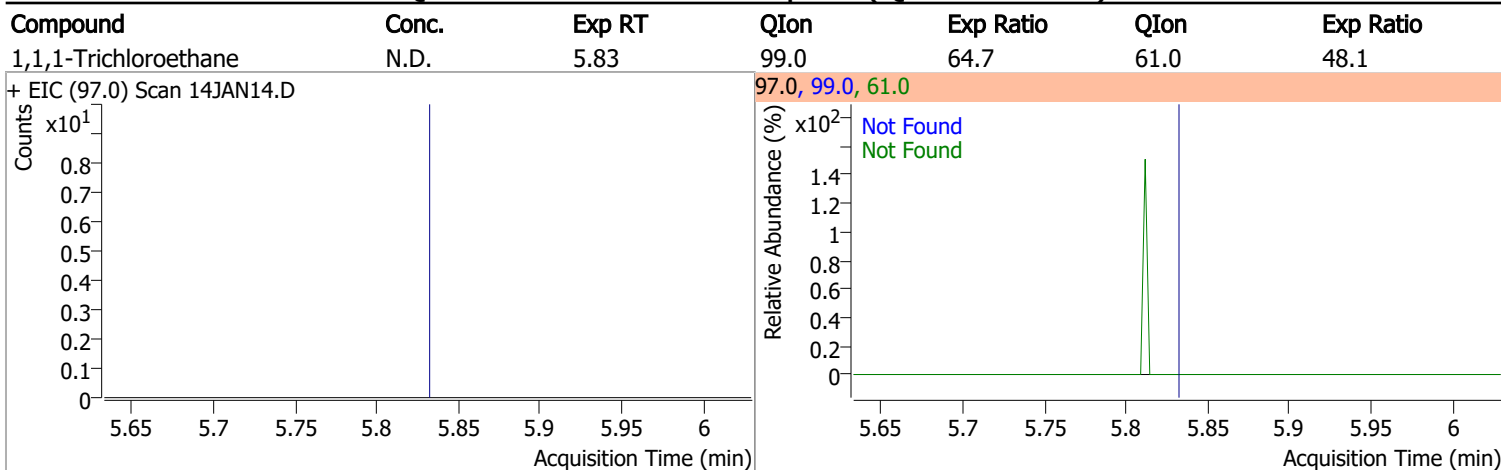 Compound Conc. Exp RT QIon Exp Ratio QIon Exp Ratio
1,1,1-Trichloroethane N.D. 5.83 99.0 64.7 61.0 48.1
+ EIC (97.0) Scan 14JAN14.D
Counts
x10¹
0.8
0.7
0.6
0.5
0.4
0.3
0.2
0.1
0
5.65 5.7 5.75 5.8 5.85 5.9 5.95 6
Acquisition Time (min)
97.0, 99.0, 61.0
Relative Abundance (%)
x10²
Not Found
Not Found
1.4
1.2
1
0.8
0.6
0.4
0.2
0
5.65 5.7 5.75 5.8 5.85 5.9 5.95 6
Acquisition Time (min)